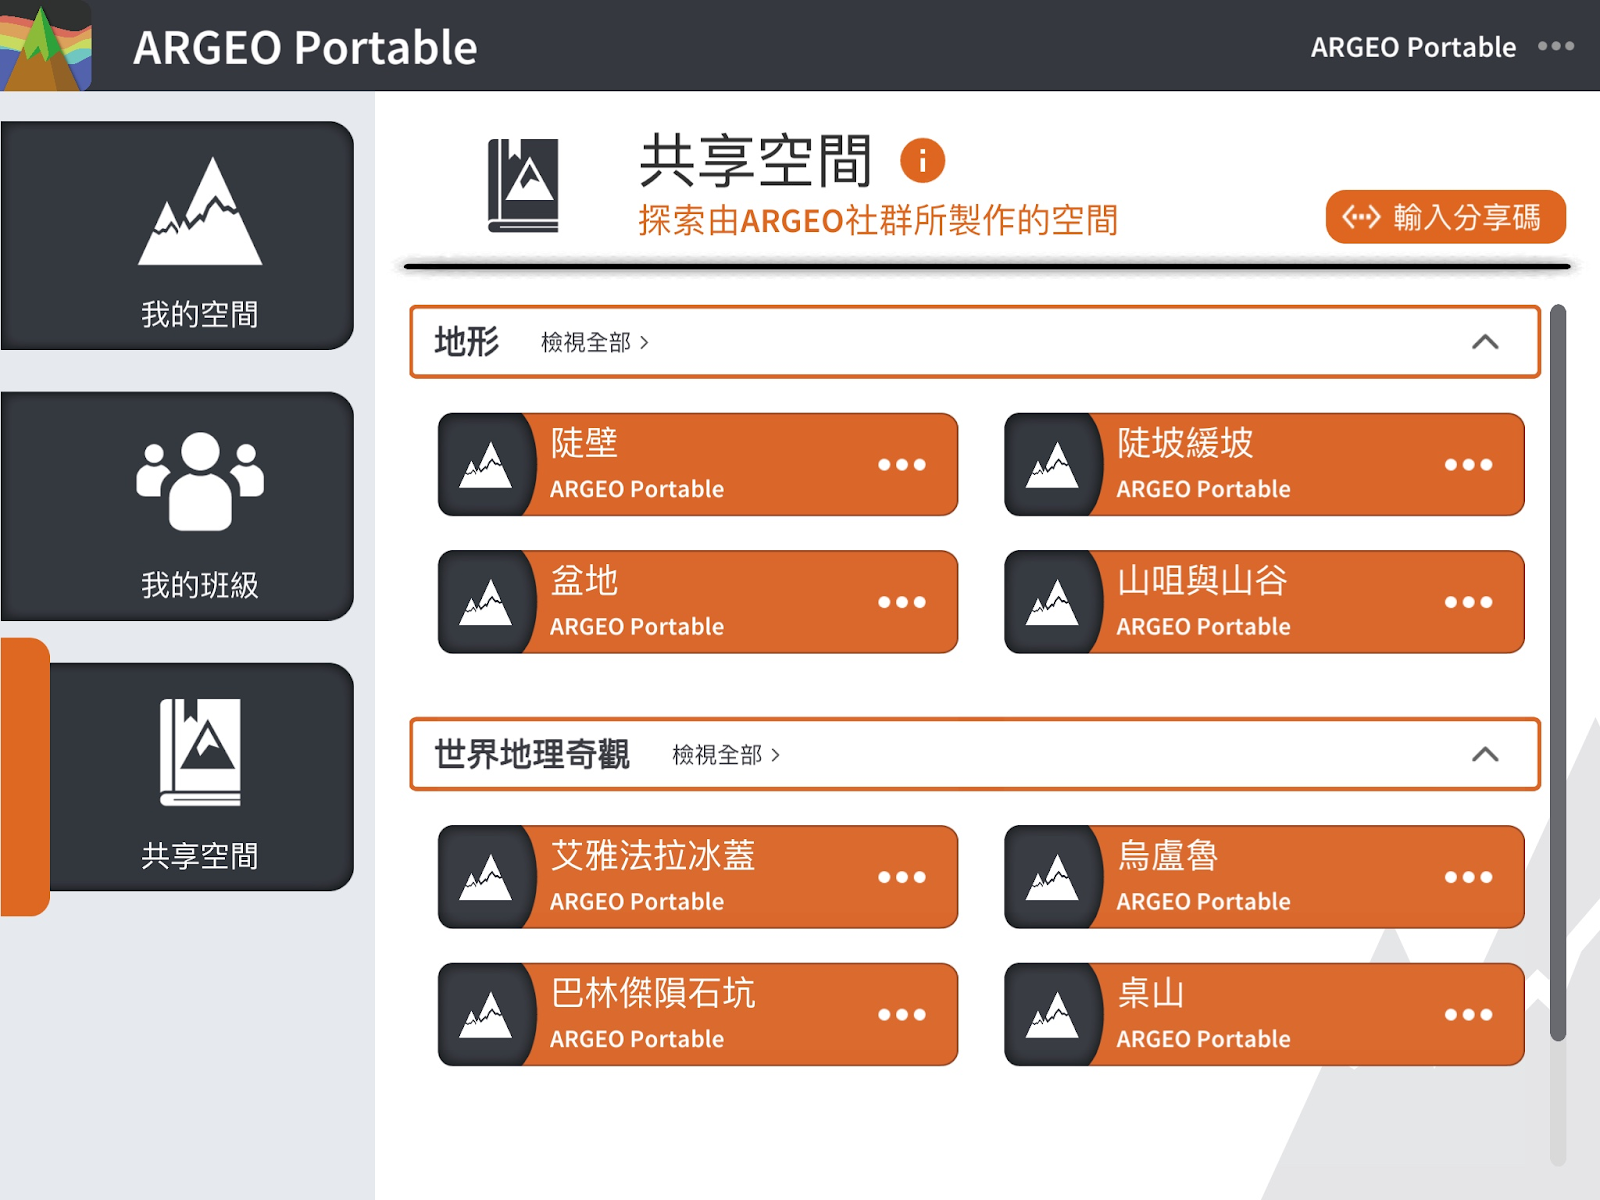 ARGEO Portable
ARGEO Portable
我的空間
我的班級
共享空間
共享空間
探索由ARGEO社群所製作的空間
輸入分享碼
地形 檢視全部 >
陡壁
ARGEO Portable
陡坡緩坡
ARGEO Portable
盆地
ARGEO Portable
山咀與山谷
ARGEO Portable
世界地理奇觀 檢視全部 >
艾雅法拉冰蓋
ARGEO Portable
烏盧魯
ARGEO Portable
巴林傑隕石坑
ARGEO Portable
桌山
ARGEO Portable